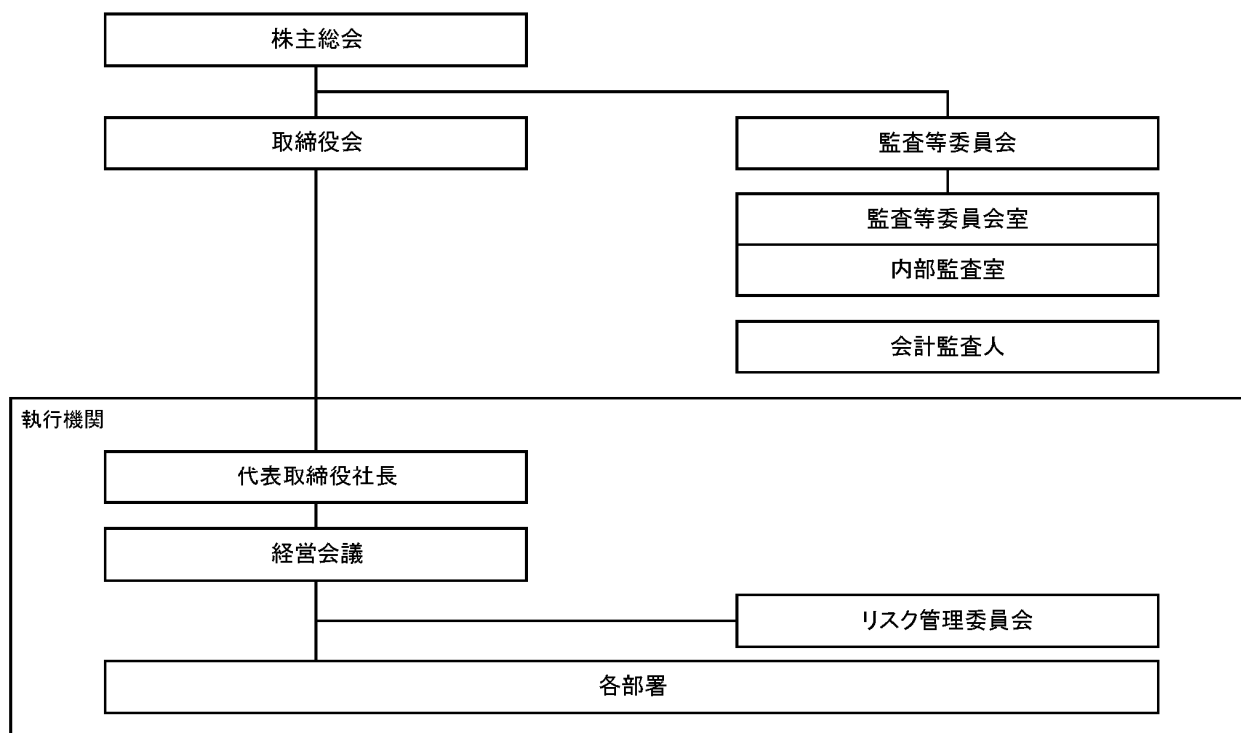 株主総会
取締役会
監査等委員会
監査等委員会室
内部監査室
会計監査人
執行機関
代表取締役社長
経営会議
リスク管理委員会
各部署